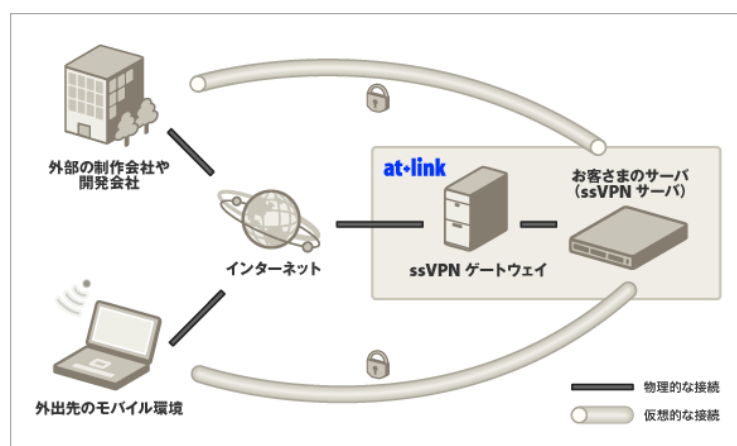 外部の制作会社や
開発会社
at+link
お客さまのサーバ
(ssVPN サーバ)
インターネット
ssVPN ゲートウェイ
外出先のモバイル環境
物理的な接続
仮想的な接続